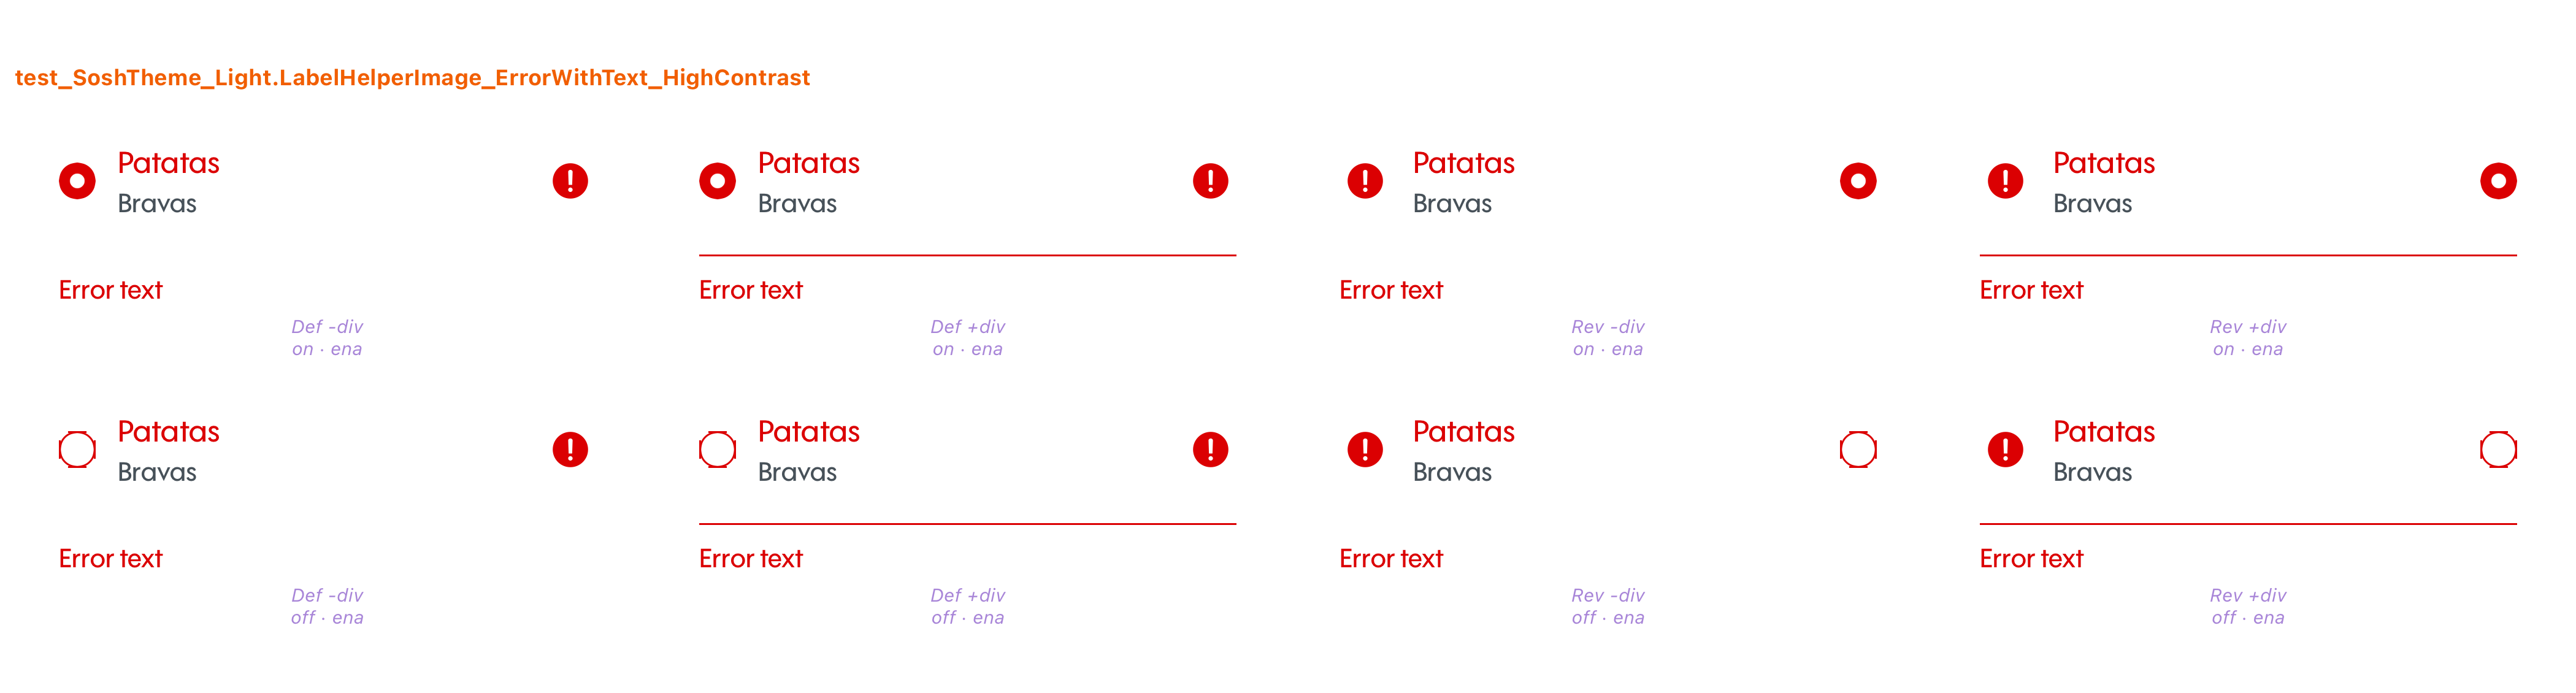 test_SoshTheme_Light.LabelHelperImage_ErrorWithText_HighContrast
Patatas
Bravas
Error text
Def -div
on · ena
Patatas
Bravas
Error text
Def +div
on · ena
Patatas
Bravas
Error text
Rev -div
on · ena
Patatas
Bravas
Error text
Rev +div
on · ena
Patatas
Bravas
Error text
Def -div
off · ena
Patatas
Bravas
Error text
Def +div
off · ena
Patatas
Bravas
Error text
Rev -div
off · ena
Patatas
Bravas
Error text
Rev +div
off · ena